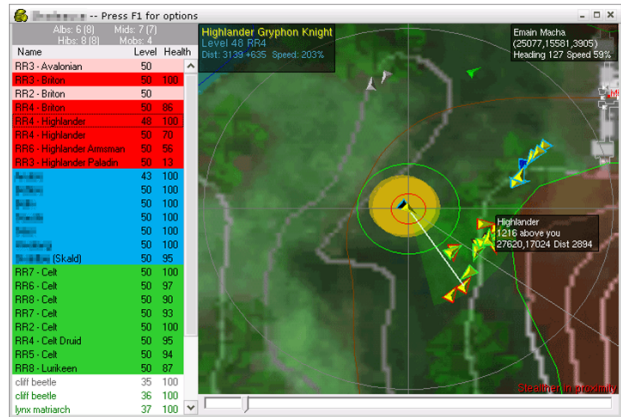 -- Press F1 for options
Albs: 6 (8) Mids: 7 (7)
Hibs: 8 (8) Mobs: 4
Name Level Health
RR3 - Avalonian 50
RR3 - Briton 50 100
RR2 - Briton 50
RR4 - Briton 50 86
RR4 - Highlander 48 100
RR4 - Highlander 50 70
RR6 - Highlander Armsman 50 56
RR3 - Highlander Paladin 50 13
43 100
50 100
50 100
50 100
50 100
50 100
(Skald) 50 95
RR7 - Celt 50 100
RR6 - Celt 50 97
RR8 - Celt 50 90
RR7 - Celt 50 93
RR2 - Celt 50 100
RR4 - Celt Druid 50 95
RR5 - Celt 50 94
RR8 - Lurikeen 50 87
cliff beetle 35 100
cliff beetle 36 100
lynx matriarch 37 100
Highlander Gryphon Knight
Level 48 RR4
Dist: 3139 +635 Speed: 203%
Emain Macha
(25077,15581,3905)
Heading 127 Speed 59%
Highlander
1216 above you
27620,17024 Dist 2894
Stealther in proximity